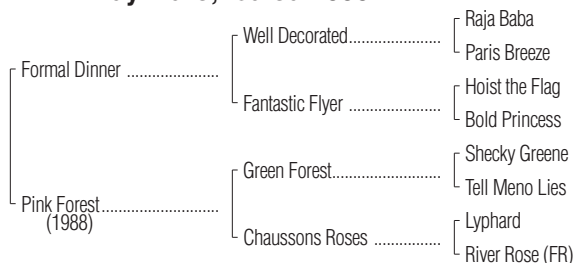 Raja Baba
Well Decorated
Paris Breeze
Formal Dinner
Hoist the Flag
Fantastic Flyer
Bold Princess
Shecky Greene
Green Forest
Tell Meno Lies
Pink Forest
(1988)
Lyphard
Chaussons Roses
River Rose (FR)